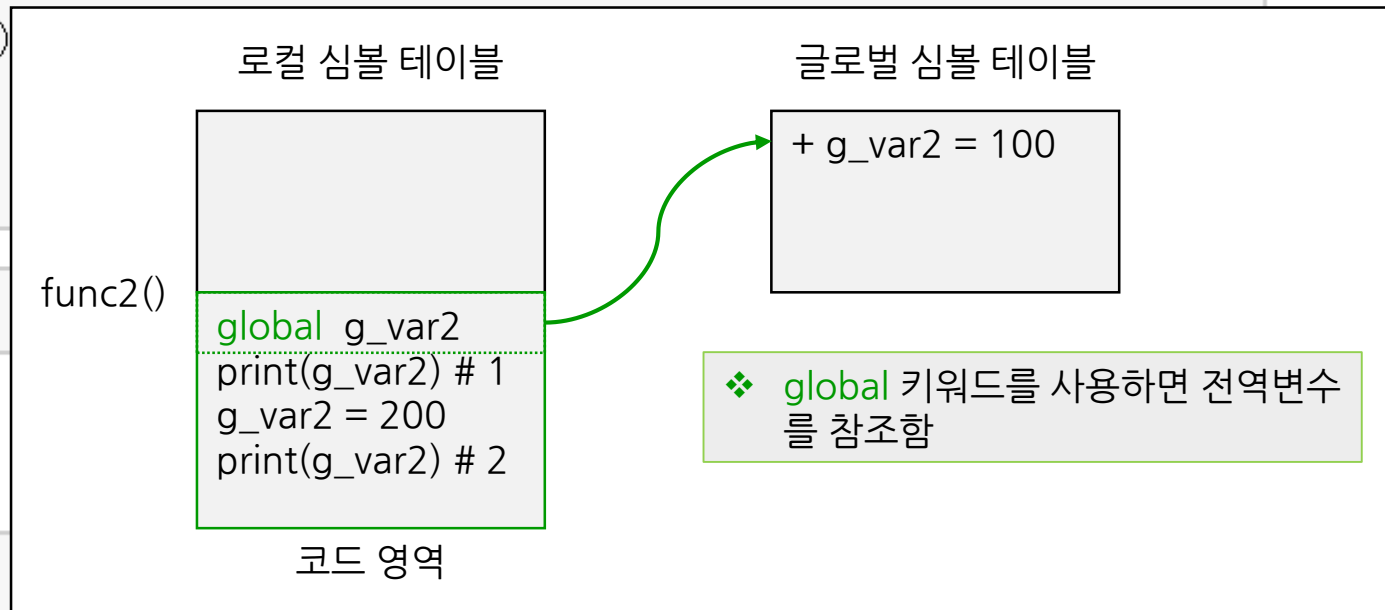 로컬 심볼 테이블
글로벌 심볼 테이블
+ g_var2 = 100
func2()
global g_var2
print(g_var2) # 1
g_var2 = 200
print(g_var2) # 2
❖ global 키워드를 사용하면 전역변수
를 참조함
코드 영역